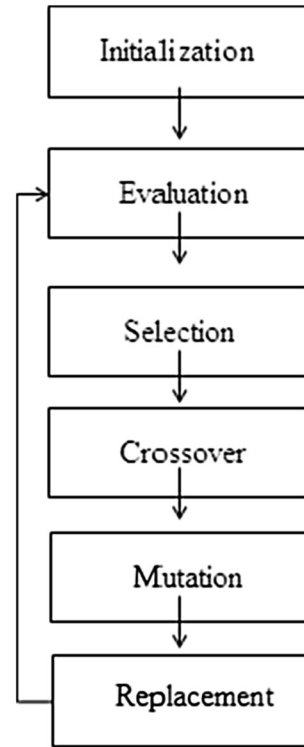 Initialization
Evaluation
Selection
Crossover
Mutation
Replacement